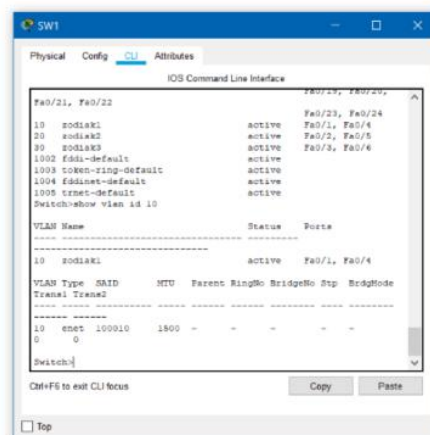 SW1
Physical Config CLI Attributes
IOS Command Line Interface
Fa0/19, Fa0/20,
Fa0/21, Fa0/22
Fa0/23, Fa0/24
10 zodiak1 active Fa0/1, Fa0/4
20 zodiak2 active Fa0/2, Fa0/5
30 zodiak3 active Fa0/3, Fa0/6
1002 fddi-default active
1003 token-ring-default active
1004 fddinet-default active
1005 trnet-default active
Switch>show vlan id 10
VLAN Name Status Ports
---- -------------------------------- --------- -------------------------------
10 zodiak1 active Fa0/1, Fa0/4
VLAN Type SAID MTU Parent RingNo BridgeNo Stp BrdgMode
Trans1 Trans2
---- ----- ---------- ----- ------ ------ -------- ---- --------
------ ------
10 enet 100010 1500 - - - - -
0 0
Switch>
Ctrl+F6 to exit CLI focus
Copy Paste
Top